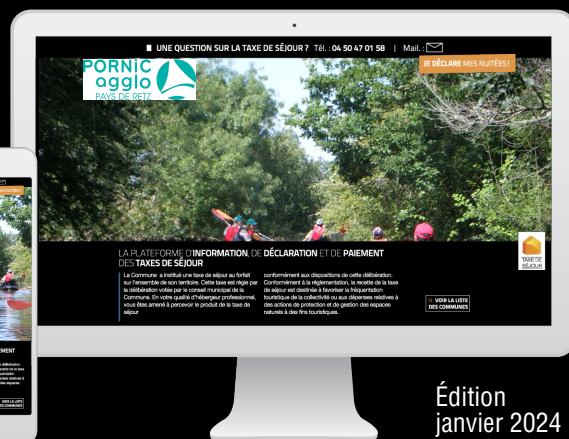 UNE QUESTION SUR LA TAXE DE SÉJOUR ? Tél. : 04 50 47 01 58 | Mail. :
PORNiC
agglo
PAYS DE RETZ
JE DÉCLARE MES NUITÉES !
LA PLATEFORME D'INFORMATION, DE DÉCLARATION ET DE PAIEMENT
DES TAXES DE SÉJOUR
La Commune a institué une taxe de séjour au forfait
sur l'ensemble de son territoire. Cette taxe est régie par
la délibération votée par le conseil municipal de la
Commune. En votre qualité d'hébergeur professionnel,
vous êtes amené à percevoir le produit de la taxe de
séjour
conformément aux dispositions de cette délibération.
Conformément à la réglementation, la recette de la taxe
de séjour est destinée à favoriser la fréquentation
touristique de la collectivité ou aux dépenses relatives à
des actions de protection et de gestion des espaces
naturels à des fins touristiques.
TAXE DE
SÉJOUR
VOIR LA LISTE
DES COMMUNES
EMENT
VOIR LA LISTE
DES COMMUNES
Édition
janvier 2024